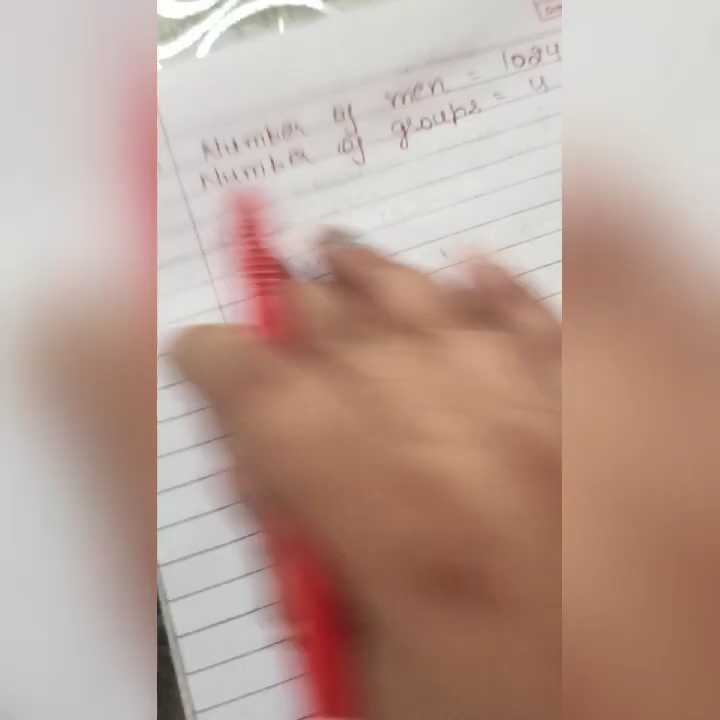 Number of men = 1024
Number of groups = 4